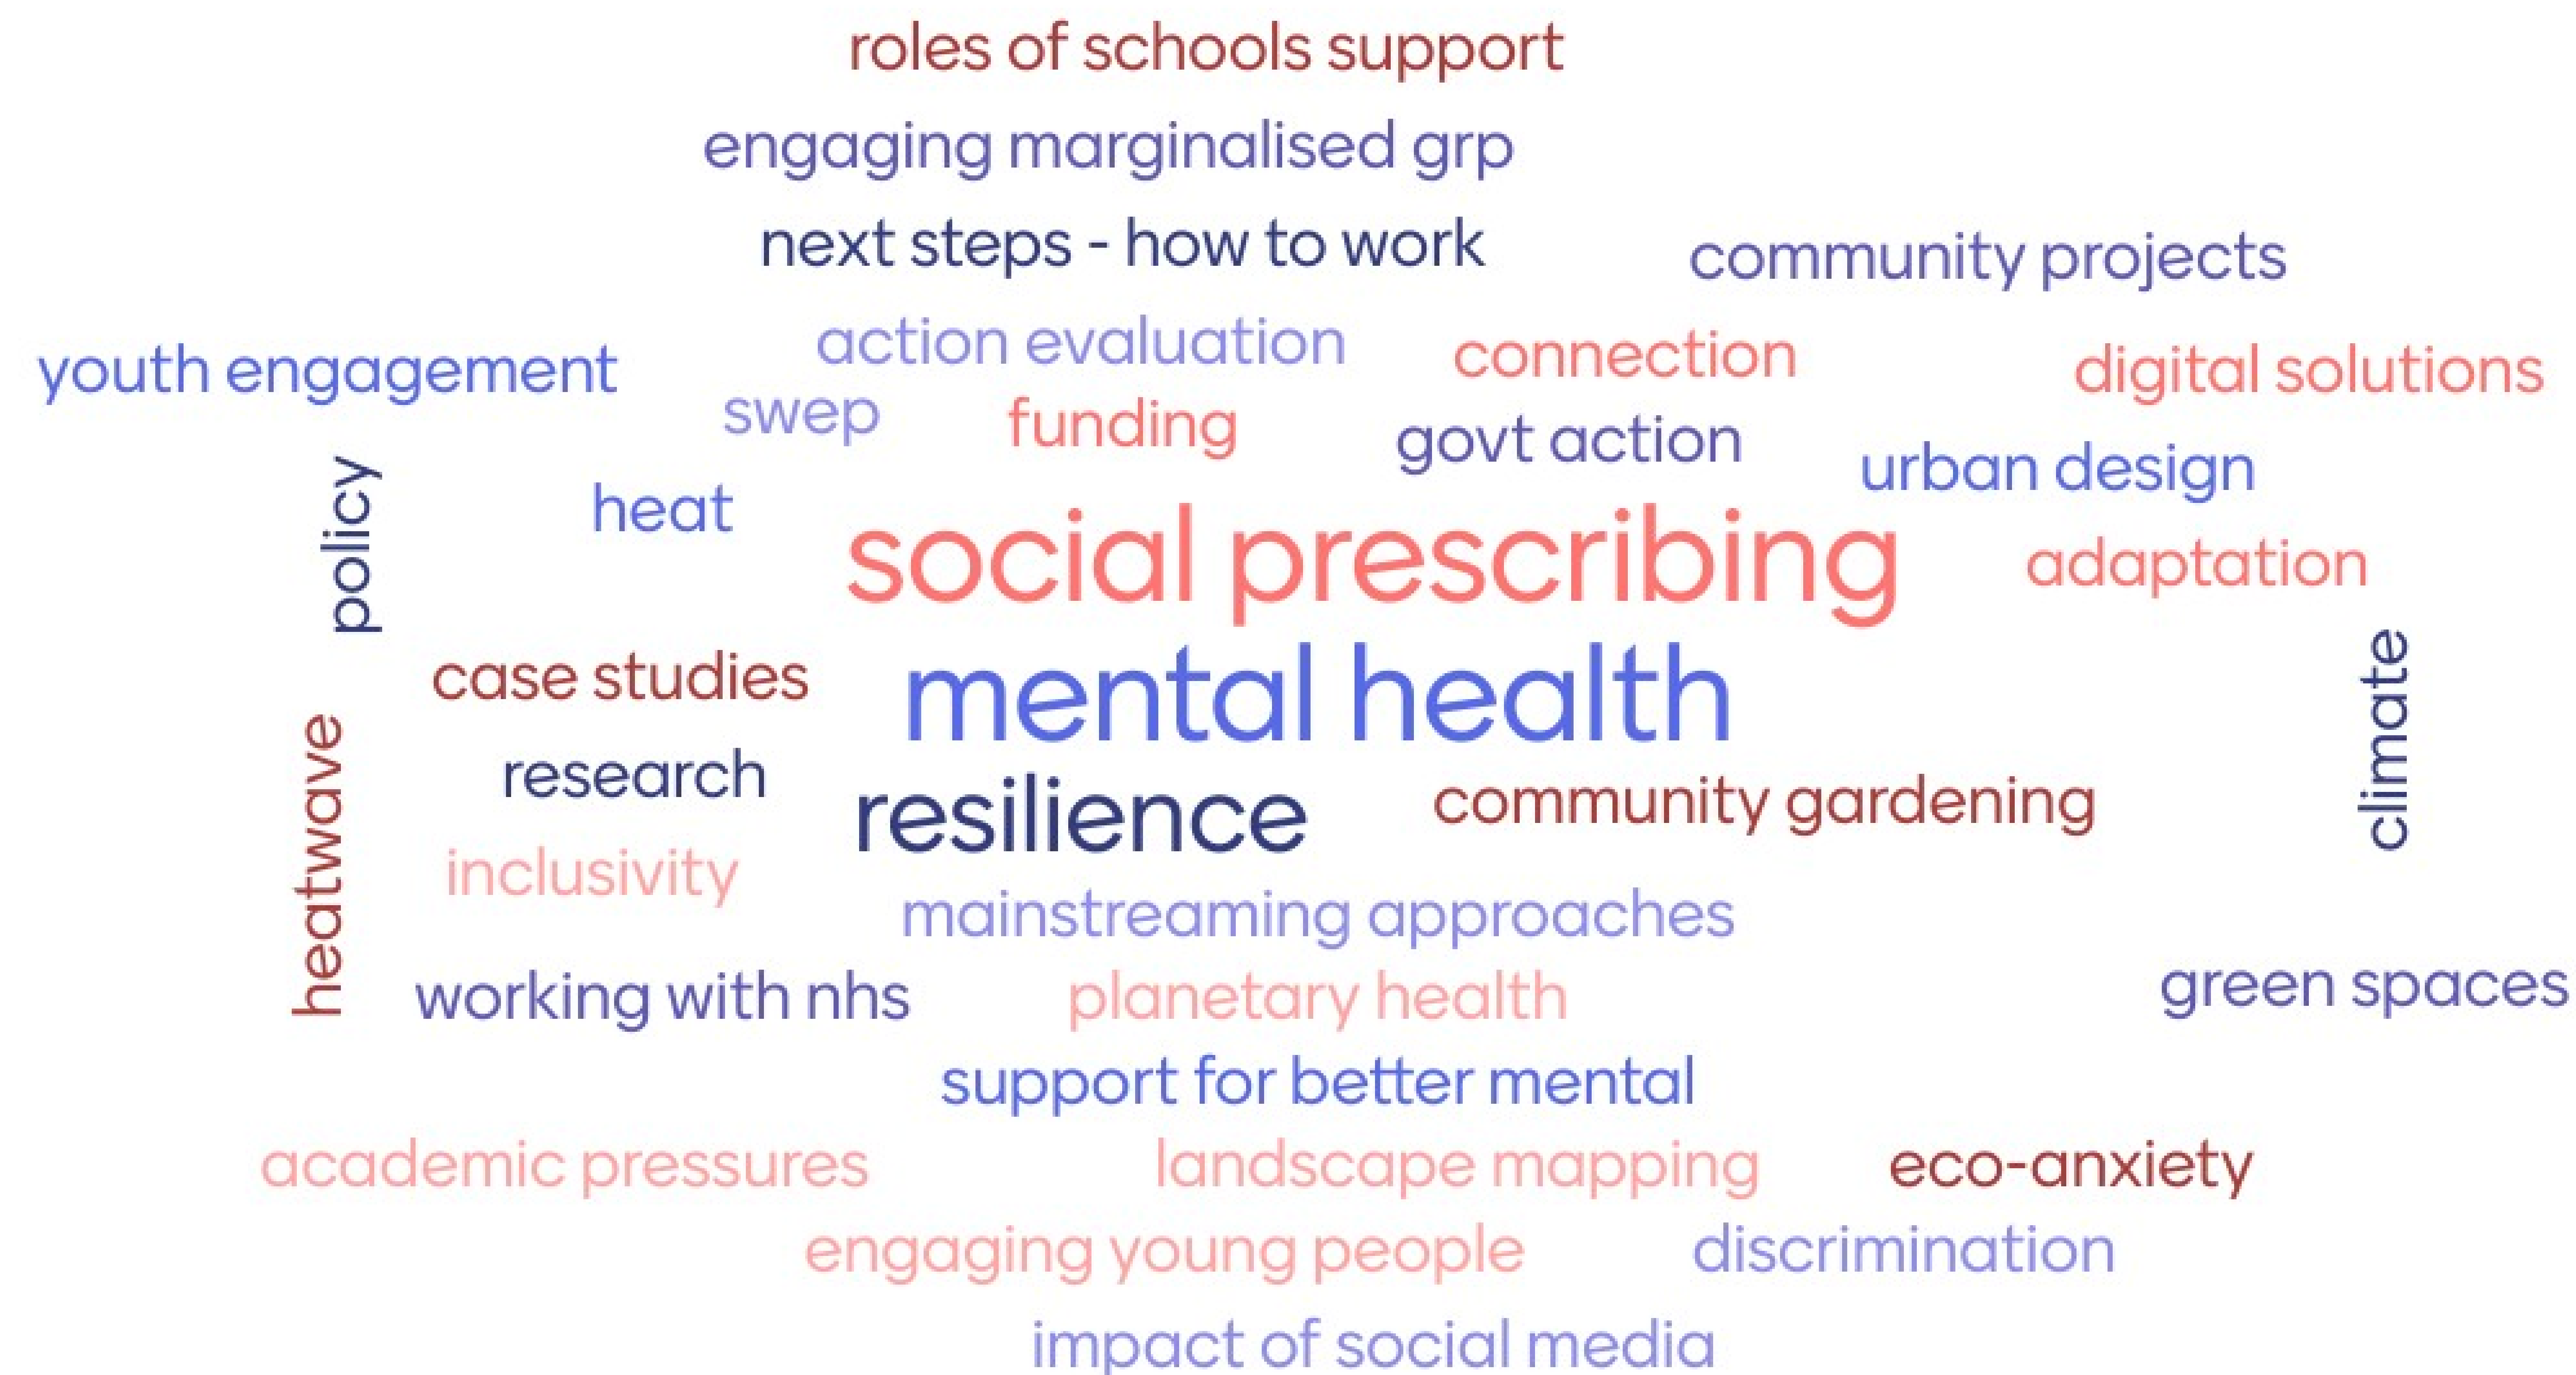 roles of schools support
engaging marginalised grp
next steps - how to work
community projects
action evaluation
connection
youth engagement
digital solutions
swep
funding
govt action
urban design
policy
heat
social prescribing
adaptation
case studies
mental health
climate
heatwave
research
resilience
community gardening
inclusivity
mainstreaming approaches
working with nhs
planetary health
green spaces
support for better mental
academic pressures
landscape mapping
eco-anxiety
engaging young people
discrimination
impact of social media